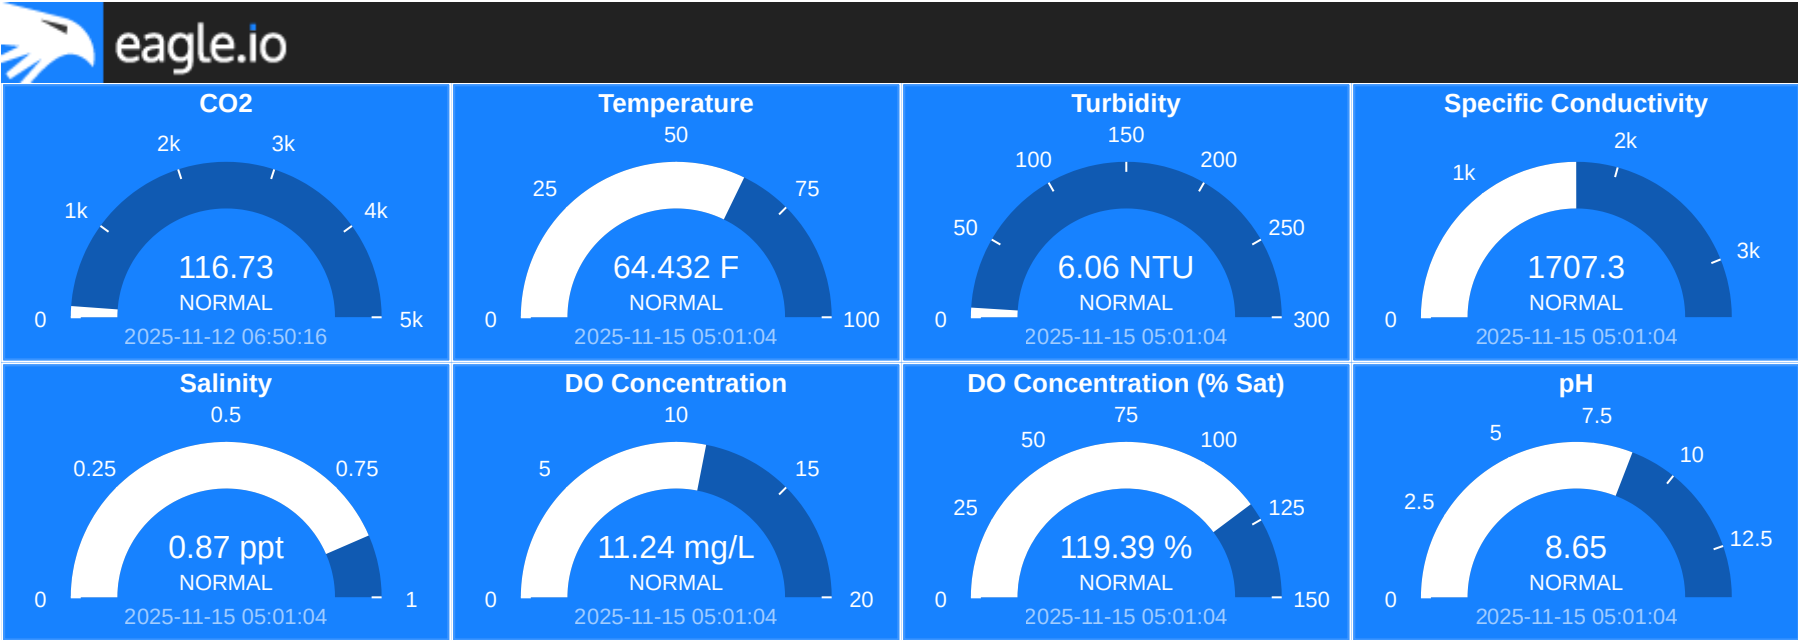 eagle.io
CO2
2k 3k
1k 4k
116.73
NORMAL
0 5k
2025-11-12 06:50:16
Temperature
50
25 75
64.432 F
NORMAL
0 100
2025-11-15 05:01:04
Turbidity
150
100 200
50 250
6.06 NTU
NORMAL
0 300
2025-11-15 05:01:04
Specific Conductivity
2k
1k
3k
1707.3
NORMAL
0
2025-11-15 05:01:04
Salinity
0.5
0.25 0.75
0.87 ppt
NORMAL
0 1
2025-11-15 05:01:04
DO Concentration
10
5 15
11.24 mg/L
NORMAL
0 20
2025-11-15 05:01:04
DO Concentration (% Sat)
75
50 100
25 125
119.39 %
NORMAL
0 150
2025-11-15 05:01:04
pH
7.5
5 10
2.5 12.5
8.65
NORMAL
0
2025-11-15 05:01:04